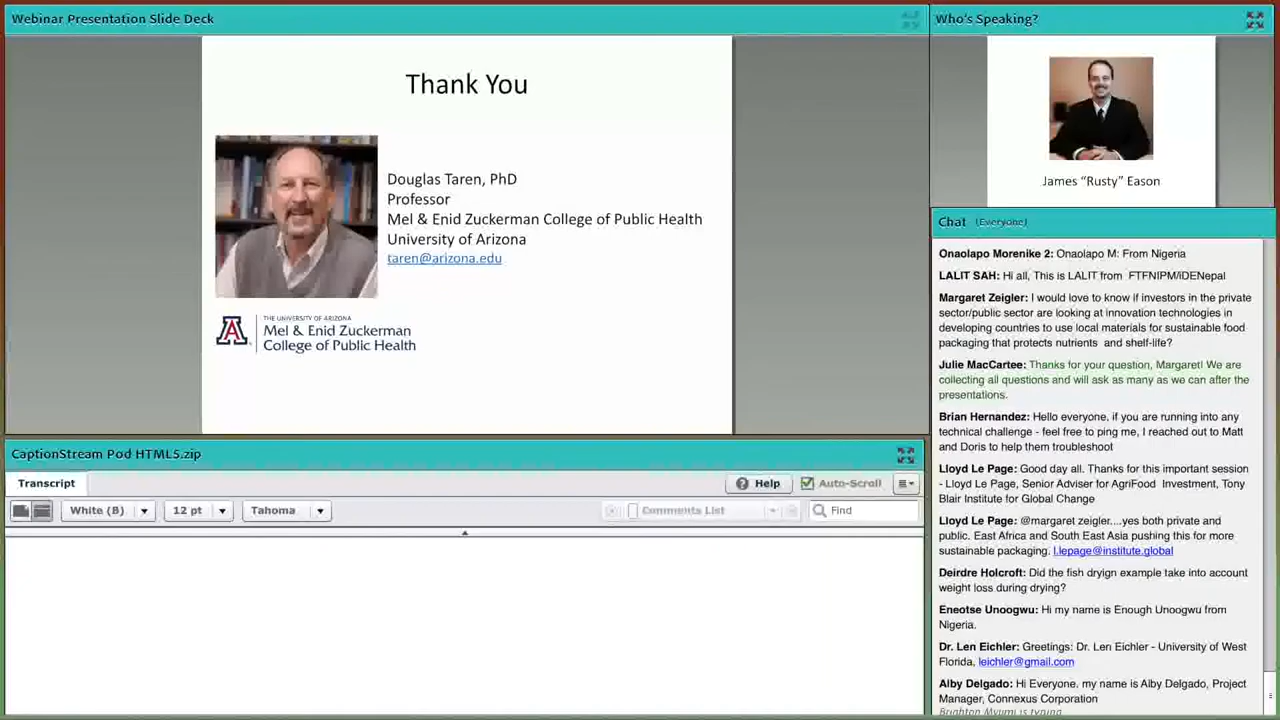 Webinar Presentation Slide Deck
Thank You
Douglas Taren, PhD
Professor
Mel & Enid Zuckerman College of Public Health
University of Arizona
taren@arizona.edu
THE UNIVERSITY OF ARIZONA
Mel & Enid Zuckerman
College of Public Health
CaptionStream Pod HTML5.zip
Transcript
Help
Auto-Scroll
White (B)
12 pt
Tahoma
Comments List
Find
Who's Speaking?
James “Rusty” Eason
Chat (Everyone)
Onaolapo Morenike 2: Onaolapo M: From Nigeria
LALIT SAH: Hi all, This is LALIT from FTFNIPM/iDENepal
Margaret Zeigler: I would love to know if investors in the private
sector/public sector are looking at innovation technologies in
developing countries to use local materials for sustainable food
packaging that protects nutrients and shelf-life?
Julie MacCartee: Thanks for your question, Margaret! We are
collecting all questions and will ask as many as we can after the
presentations.
Brian Hernandez: Hello everyone, if you are running into any
technical challenge - feel free to ping me, I reached out to Matt
and Doris to help them troubleshoot
Lloyd Le Page: Good day all. Thanks for this important session
- Lloyd Le Page, Senior Adviser for AgriFood Investment, Tony
Blair Institute for Global Change
Lloyd Le Page: @margaret zeigler....yes both private and
public. East Africa and South East Asia pushing this for more
sustainable packaging. l.lepage@institute.global
Deirdre Holcroft: Did the fish dryign example take into account
weight loss during drying?
Eneotse Unoogwu: Hi my name is Enough Unoogwu from
Nigeria.
Dr. Len Eichler: Greetings: Dr. Len Eichler - University of West
Florida, leichler@gmail.com
Alby Delgado: Hi Everyone. my name is Alby Delgado, Project
Manager, Connexus Corporation
Brighton Mvumi is typing